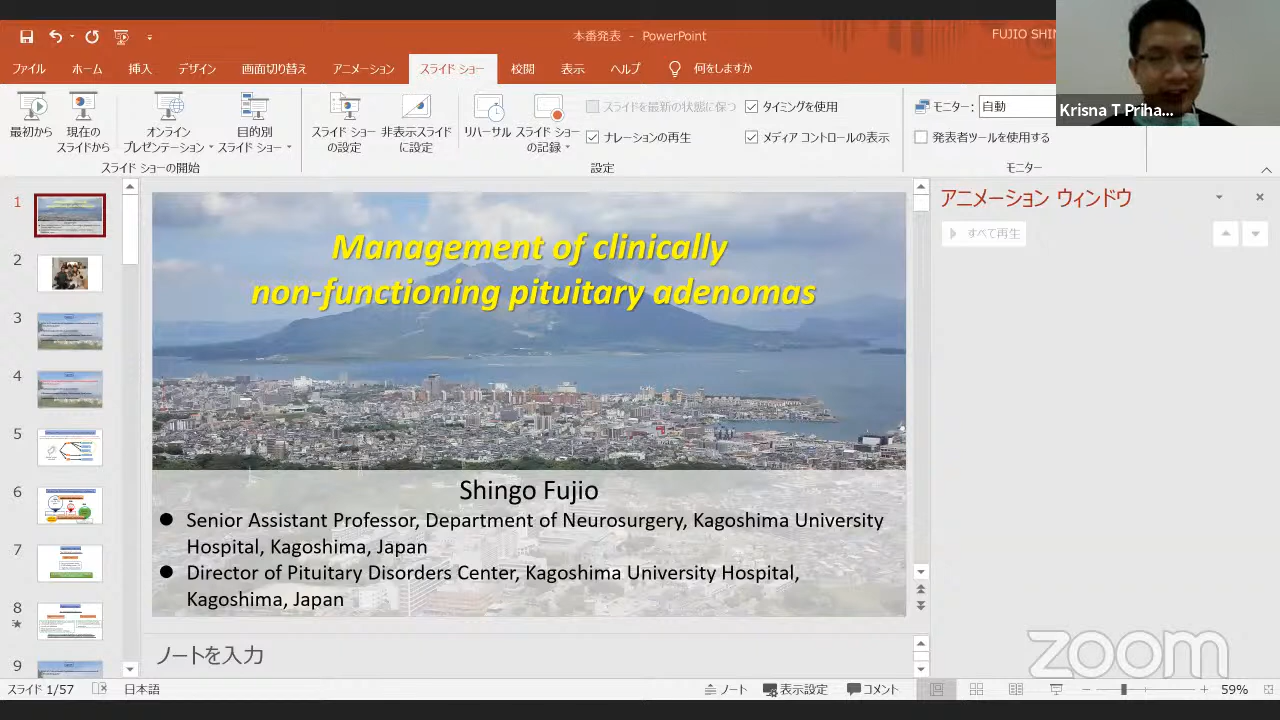 本番発表 - PowerPoint
FUJIO SHIN
ファイル ホーム 挿入 デザイン 画面切り替え アニメーション スライド ショー 校閲 表示 ヘルプ 何をしますか
Krisna T Priha...
最初から
現在の
スライドから
オンライン
プレゼンテーション
目的別
スライド ショー
スライド ショーの開始
スライド ショー
の設定
非表示スライド
に設定
リハーサル
スライド ショー
の記録
スライドを最新の状態に保つ
タイミングを使用
ナレーションの再生
メディア コントロールの表示
設定
モニター: 自動
発表者ツールを使用する
モニター
1
2
3
4
5
6
7
8
9
Management of clinically
non-functioning pituitary adenomas
Shingo Fujio
● Senior Assistant Professor, Department of Neurosurgery, Kagoshima University
Hospital, Kagoshima, Japan
● Director of Pituitary Disorders Center, Kagoshima University Hospital,
Kagoshima, Japan
アニメーション ウィンドウ
すべて再生
ノートを入力
zoom
スライド 1/57 日本語 ノート 表示設定 コメント 59%